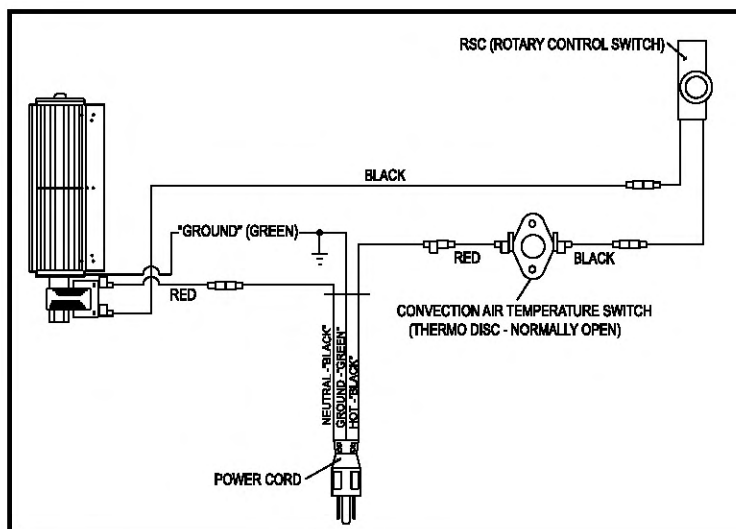 RSC (ROTARY CONTROL SWITCH)
BLACK
"GROUND" (GREEN)
RED
RED
BLACK
CONVECTION AIR TEMPERATURE SWITCH
(THERMO DISC - NORMALLY OPEN)
NEUTRAL -"BLACK"
GROUND -"GREEN"
HOT -"BLACK"
POWER CORD